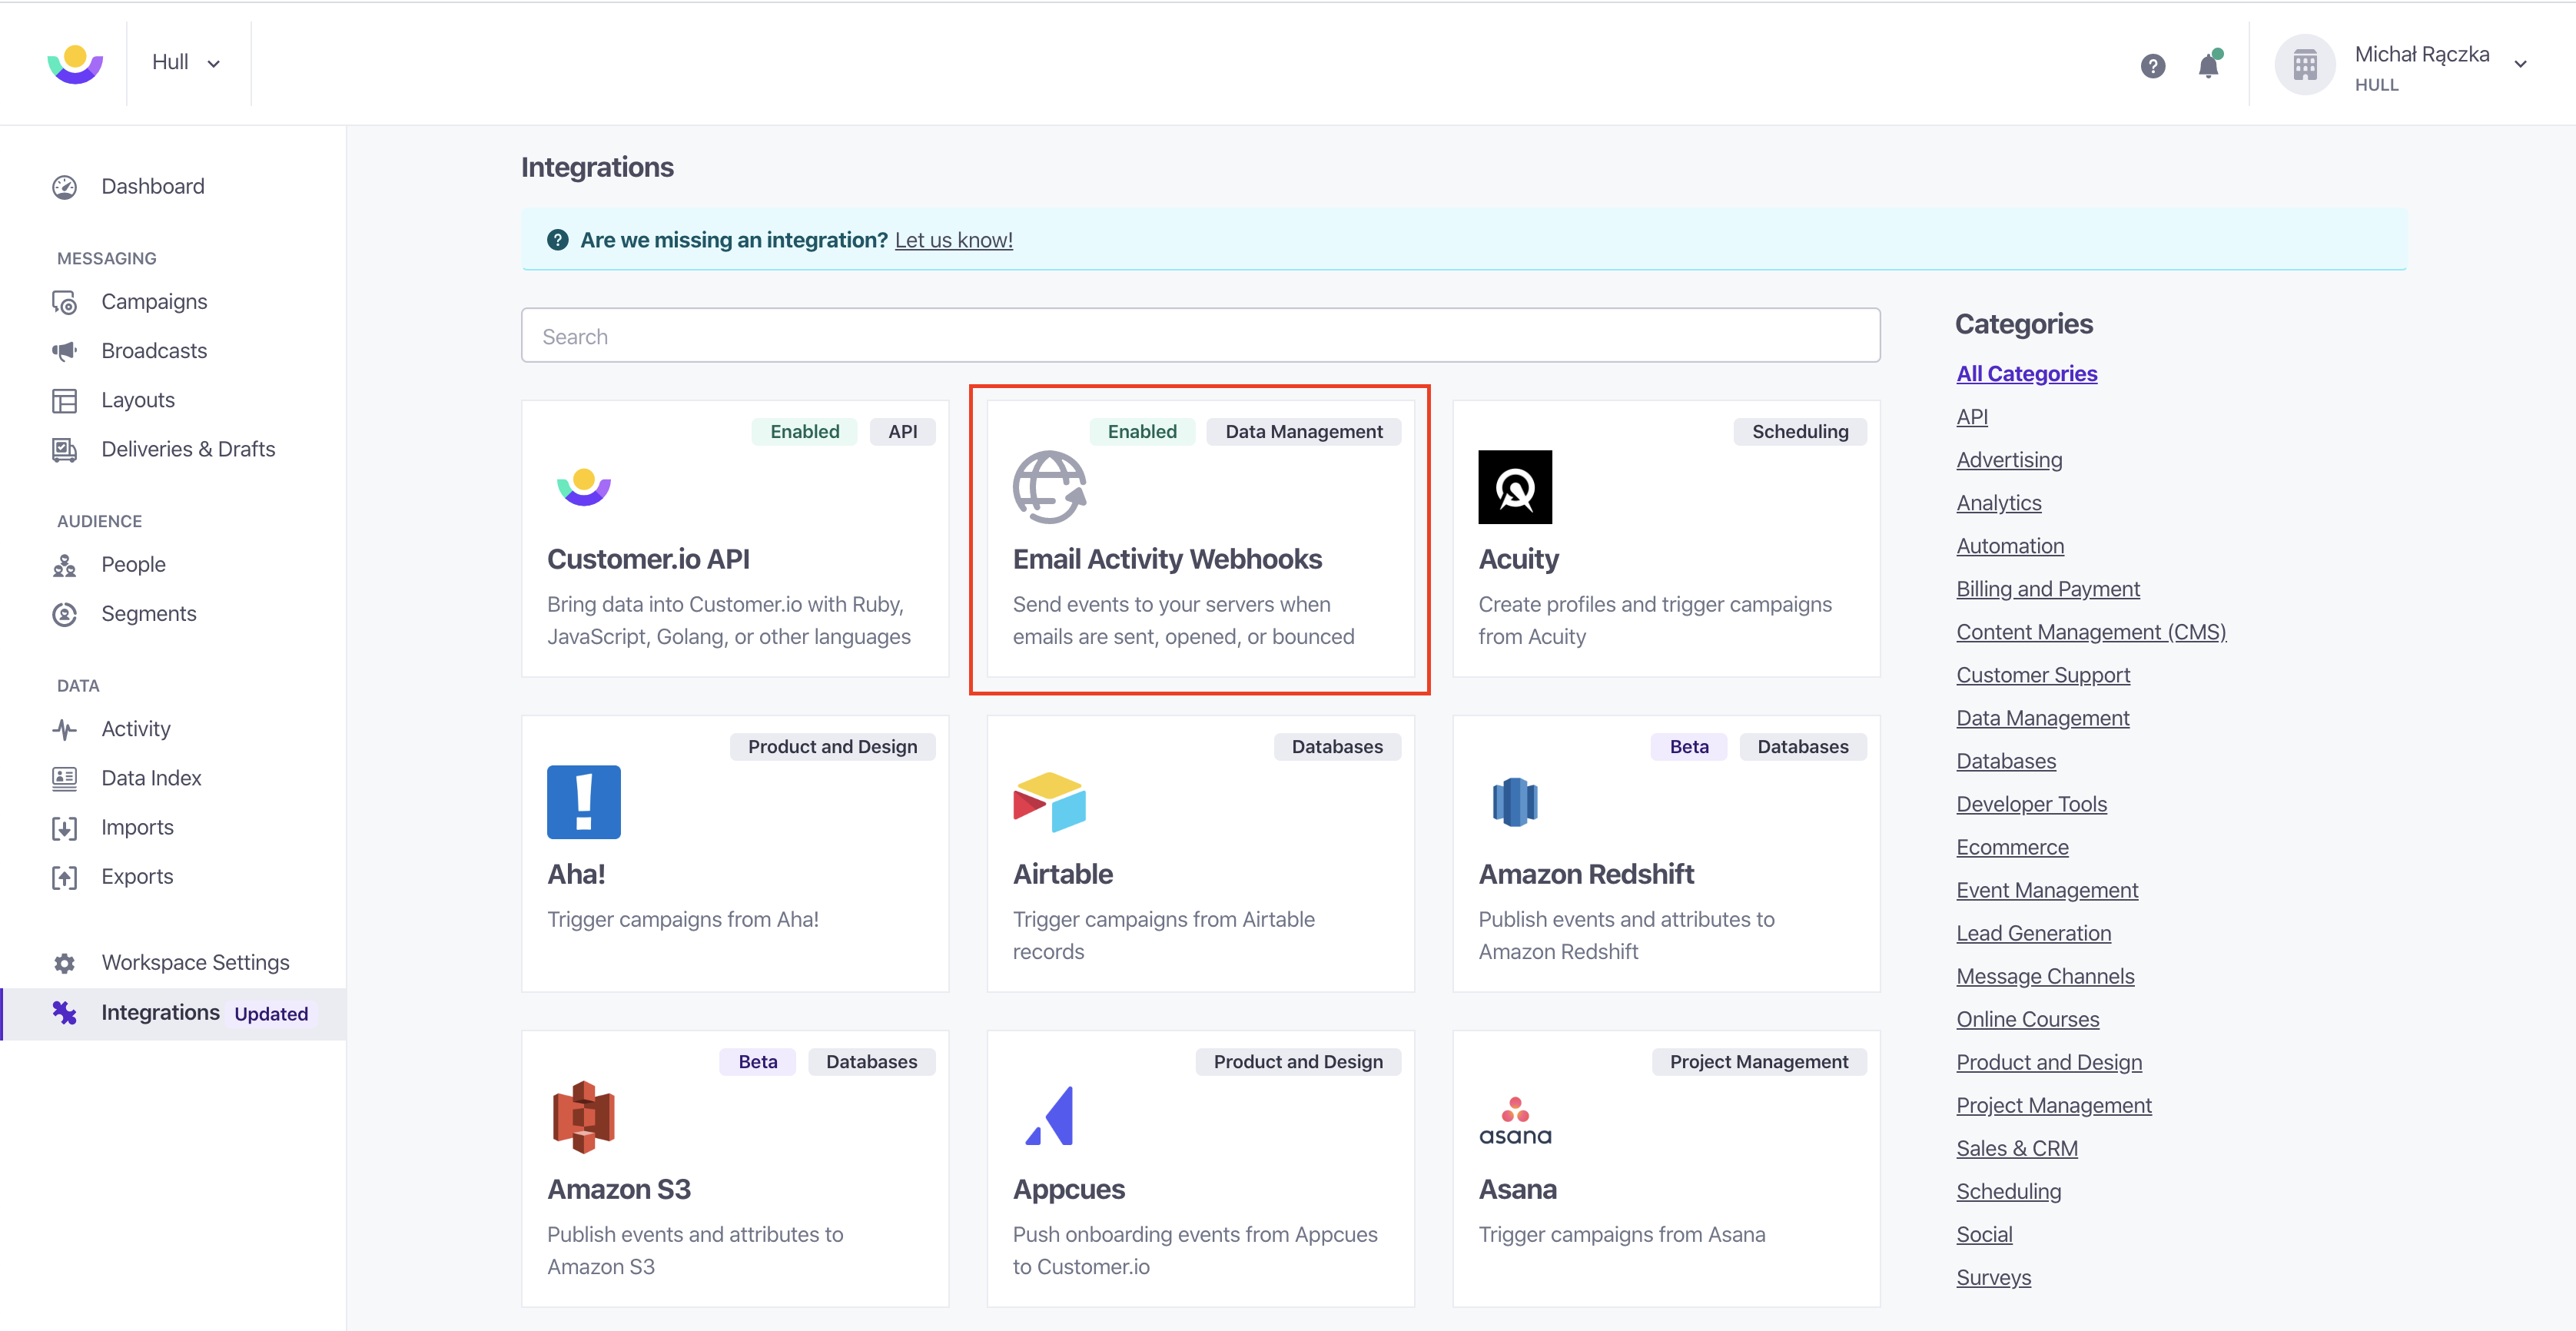 Hull
Michał Rączka
HULL
Dashboard
MESSAGING
Campaigns
Broadcasts
Layouts
Deliveries & Drafts
AUDIENCE
People
Segments
DATA
Activity
Data Index
Imports
Exports
Workspace Settings
Integrations Updated
Integrations
Are we missing an integration? Let us know!
Search
Enabled API
Customer.io API
Bring data into Customer.io with Ruby,
JavaScript, Golang, or other languages
Enabled Data Management
Email Activity Webhooks
Send events to your servers when
emails are sent, opened, or bounced
Scheduling
Acuity
Create profiles and trigger campaigns
from Acuity
Product and Design
Aha!
Trigger campaigns from Aha!
Databases
Airtable
Trigger campaigns from Airtable
records
Beta Databases
Amazon Redshift
Publish events and attributes to
Amazon Redshift
Beta Databases
Amazon S3
Publish events and attributes to
Amazon S3
Product and Design
Appcues
Push onboarding events from Appcues
to Customer.io
Project Management
asana
Asana
Trigger campaigns from Asana
Categories
All Categories
API
Advertising
Analytics
Automation
Billing and Payment
Content Management (CMS)
Customer Support
Data Management
Databases
Developer Tools
Ecommerce
Event Management
Lead Generation
Message Channels
Online Courses
Product and Design
Project Management
Sales & CRM
Scheduling
Social
Surveys